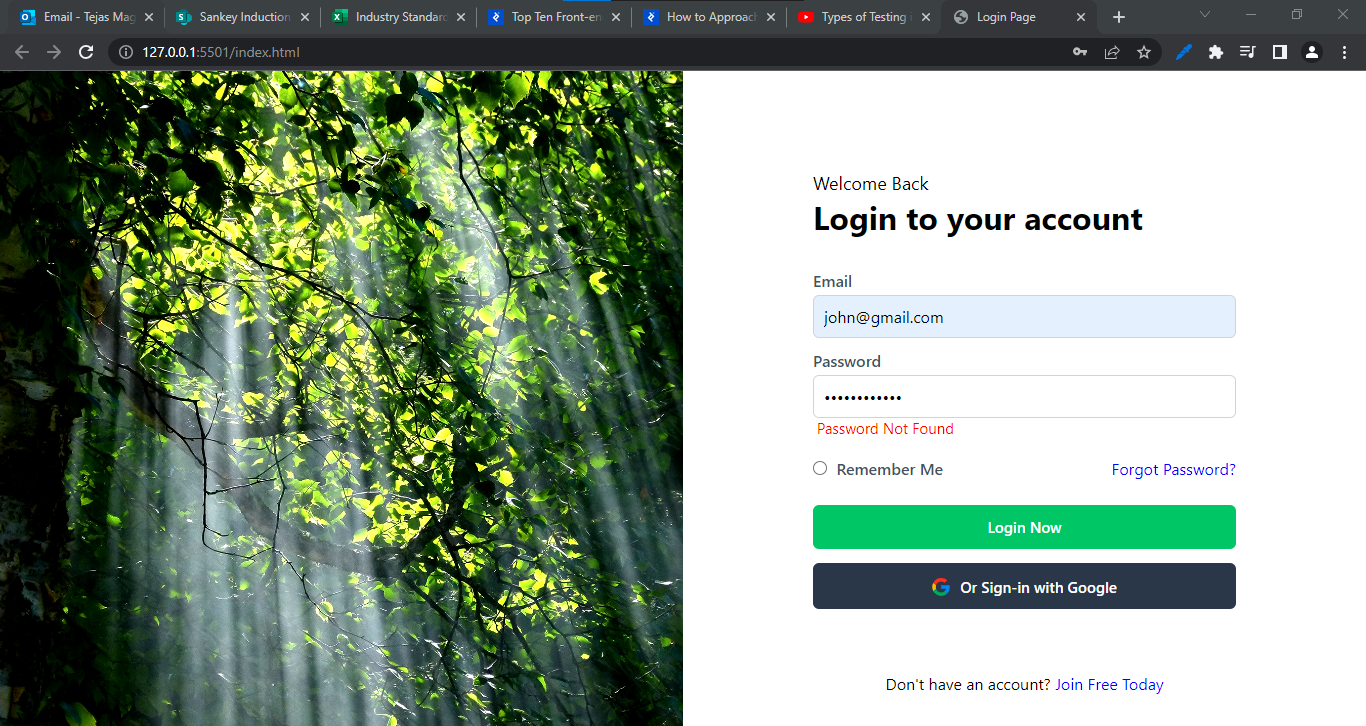 Email - Tejas Mag
Sankey Induction
Industry Standard
Top Ten Front-en
How to Approach
Types of Testing
Login Page
127.0.0.1:5501/index.html
Welcome Back
Login to your account
Email
john@gmail.com
Password
••••••••••••
Password Not Found
Remember Me
Forgot Password?
Login Now
Or Sign-in with Google
Don't have an account? Join Free Today